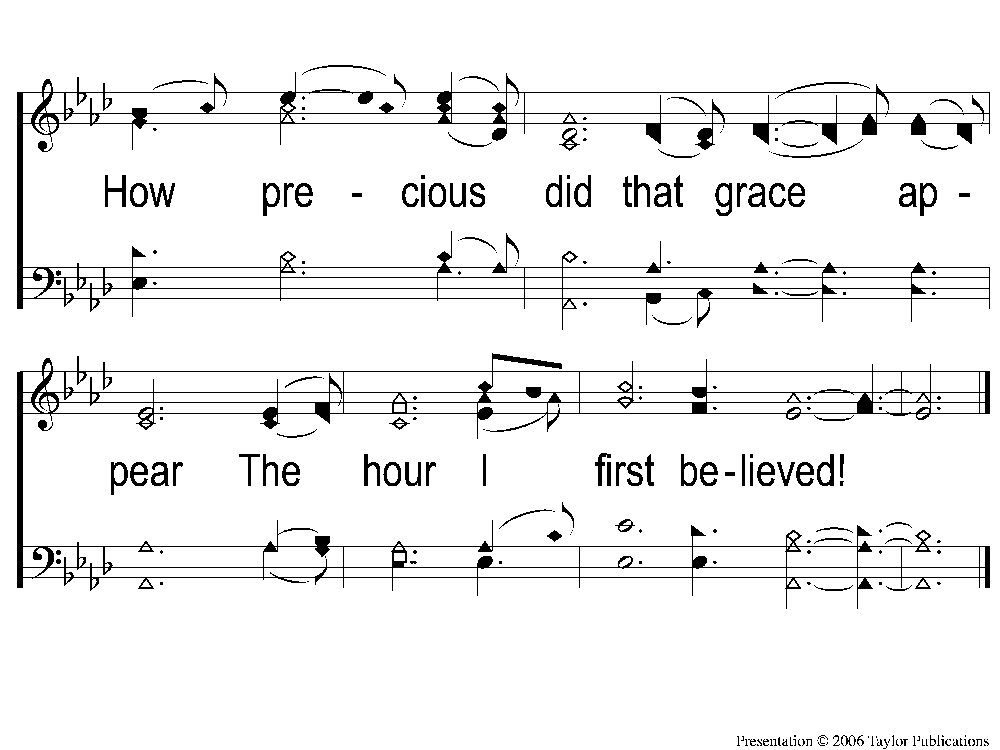 How pre - cious did that grace ap -
pear The hour I first be - lieved!
Presentation © 2006 Taylor Publications